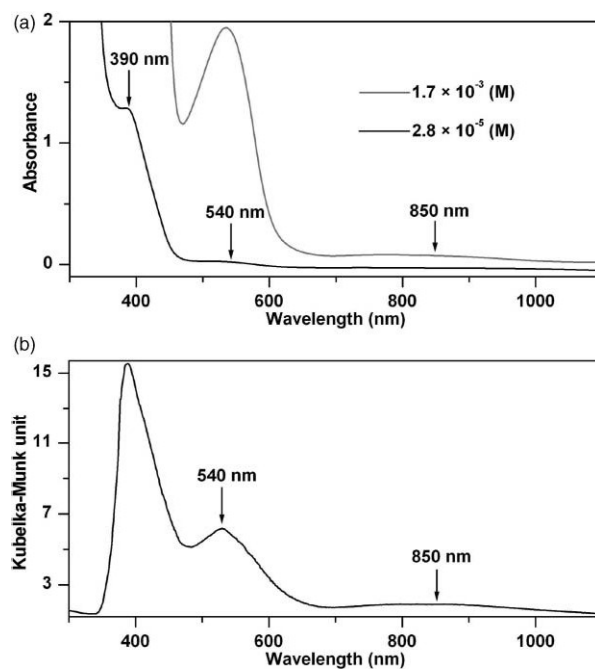 (a)
2
1
0
Absorbance
390 nm
540 nm
850 nm
1.7 × 10⁻³ (M)
2.8 × 10⁻⁵ (M)
400 600 800 1000
Wavelength (nm)
(b)
15
11
7
3
Kubelka-Munk unit
540 nm
850 nm
400 600 800 1000
Wavelength (nm)